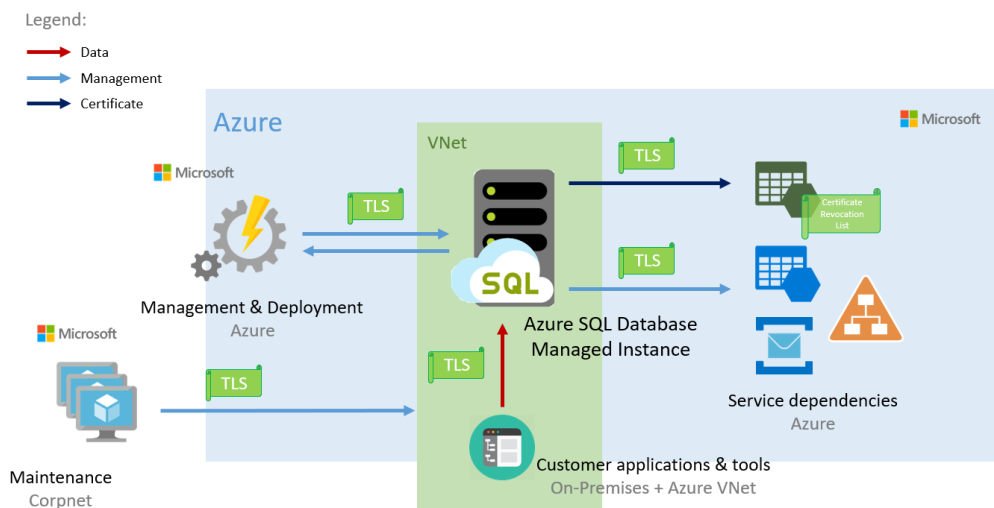 Legend:
Data
Management
Certificate
Azure
Microsoft
VNet
TLS
Microsoft
TLS
Certificate
Revocation
List
TLS
SQL
Management & Deployment
Azure
Azure SQL Database
Managed Instance
Microsoft
TLS
TLS
Service dependencies
Azure
Maintenance
Corpnet
Customer applications & tools
On-Premises + Azure VNet